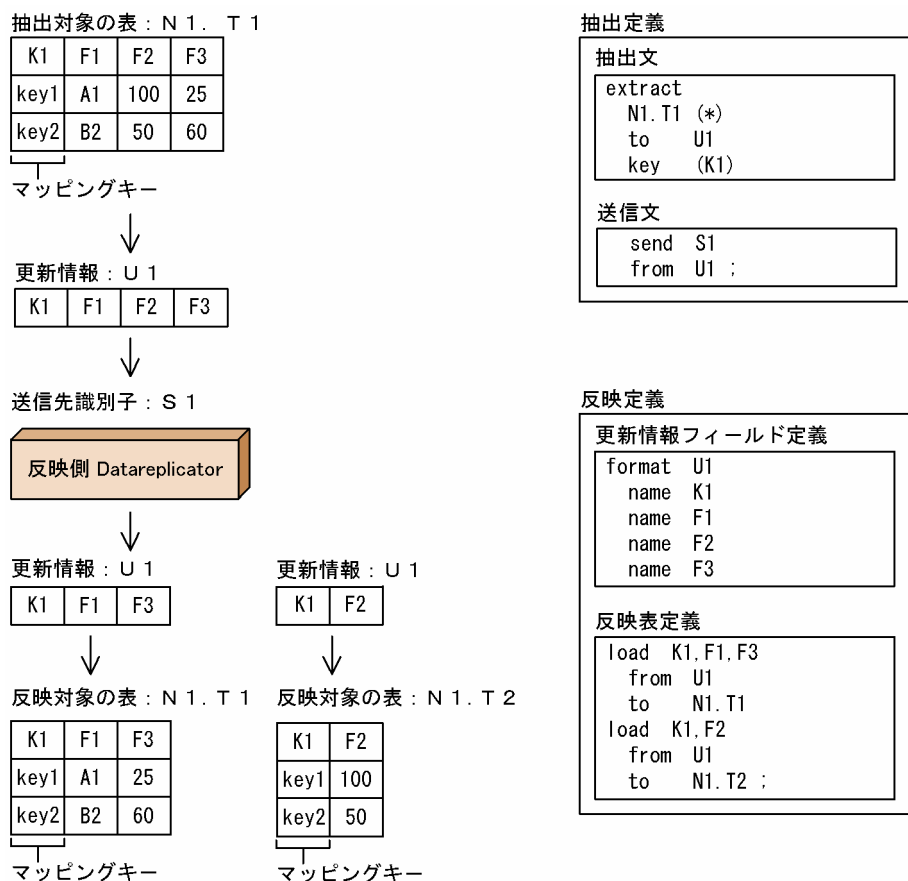 抽出対象の表：Ｎ１．Ｔ１
K1 F1 F2 F3
key1 A1 100 25
key2 B2 50 60
マッピングキー
更新情報：Ｕ１
K1 F1 F2 F3
送信先識別子：Ｓ１
反映側 Datareplicator
更新情報：Ｕ１
K1 F1 F3
反映対象の表：Ｎ１．Ｔ１
K1 F1 F3
key1 A1 25
key2 B2 60
マッピングキー
更新情報：Ｕ１
K1 F2
反映対象の表：Ｎ１．Ｔ２
K1 F2
key1 100
key2 50
マッピングキー
抽出定義
抽出文
extract
N1.T1 (*)
to U1
key (K1)
送信文
send S1
from U1 ;
反映定義
更新情報フィールド定義
format U1
name K1
name F1
name F2
name F3
反映表定義
load K1,F1,F3
from U1
to N1.T1
load K1,F2
from U1
to N1.T2 ;